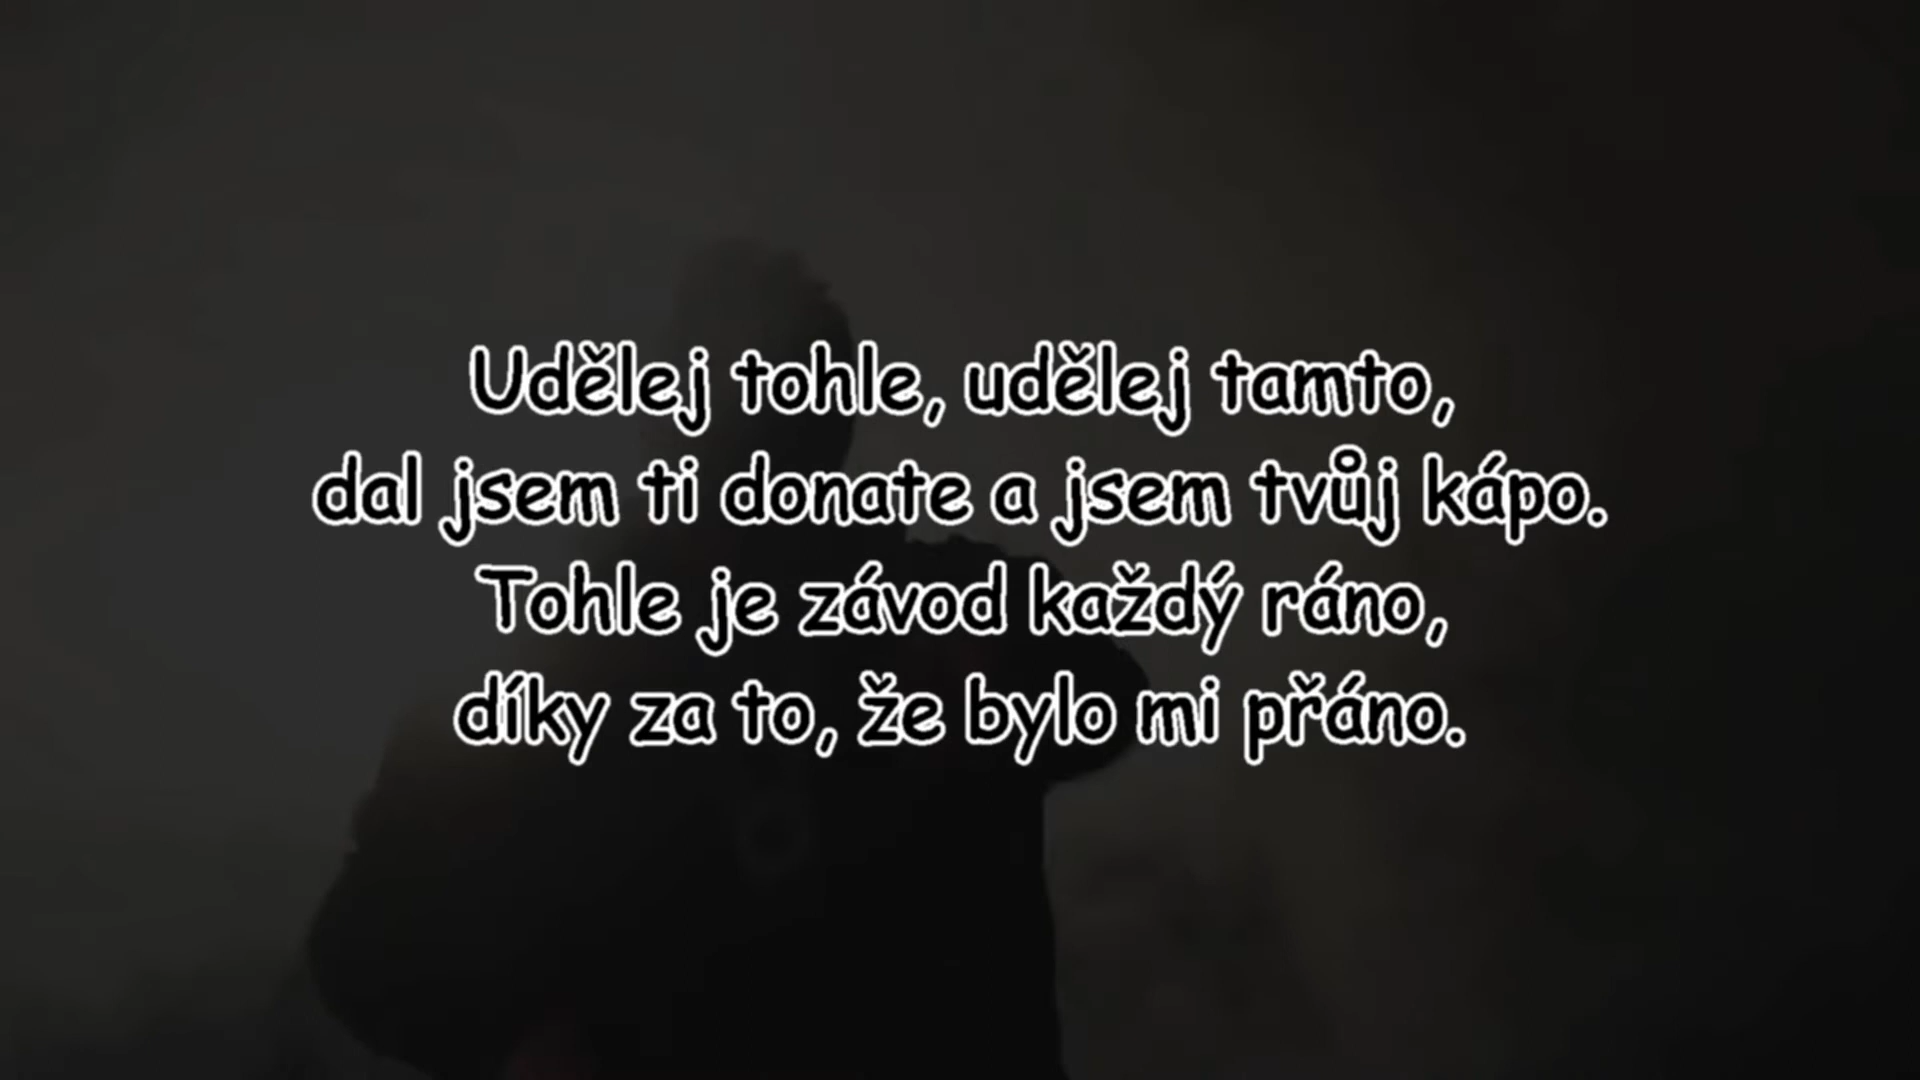 Udělej tohle, udělej tamto,
dal jsem ti donate a jsem tvůj kápo.
Tohle je závod každý ráno,
díky za to, že bylo mi přáno.